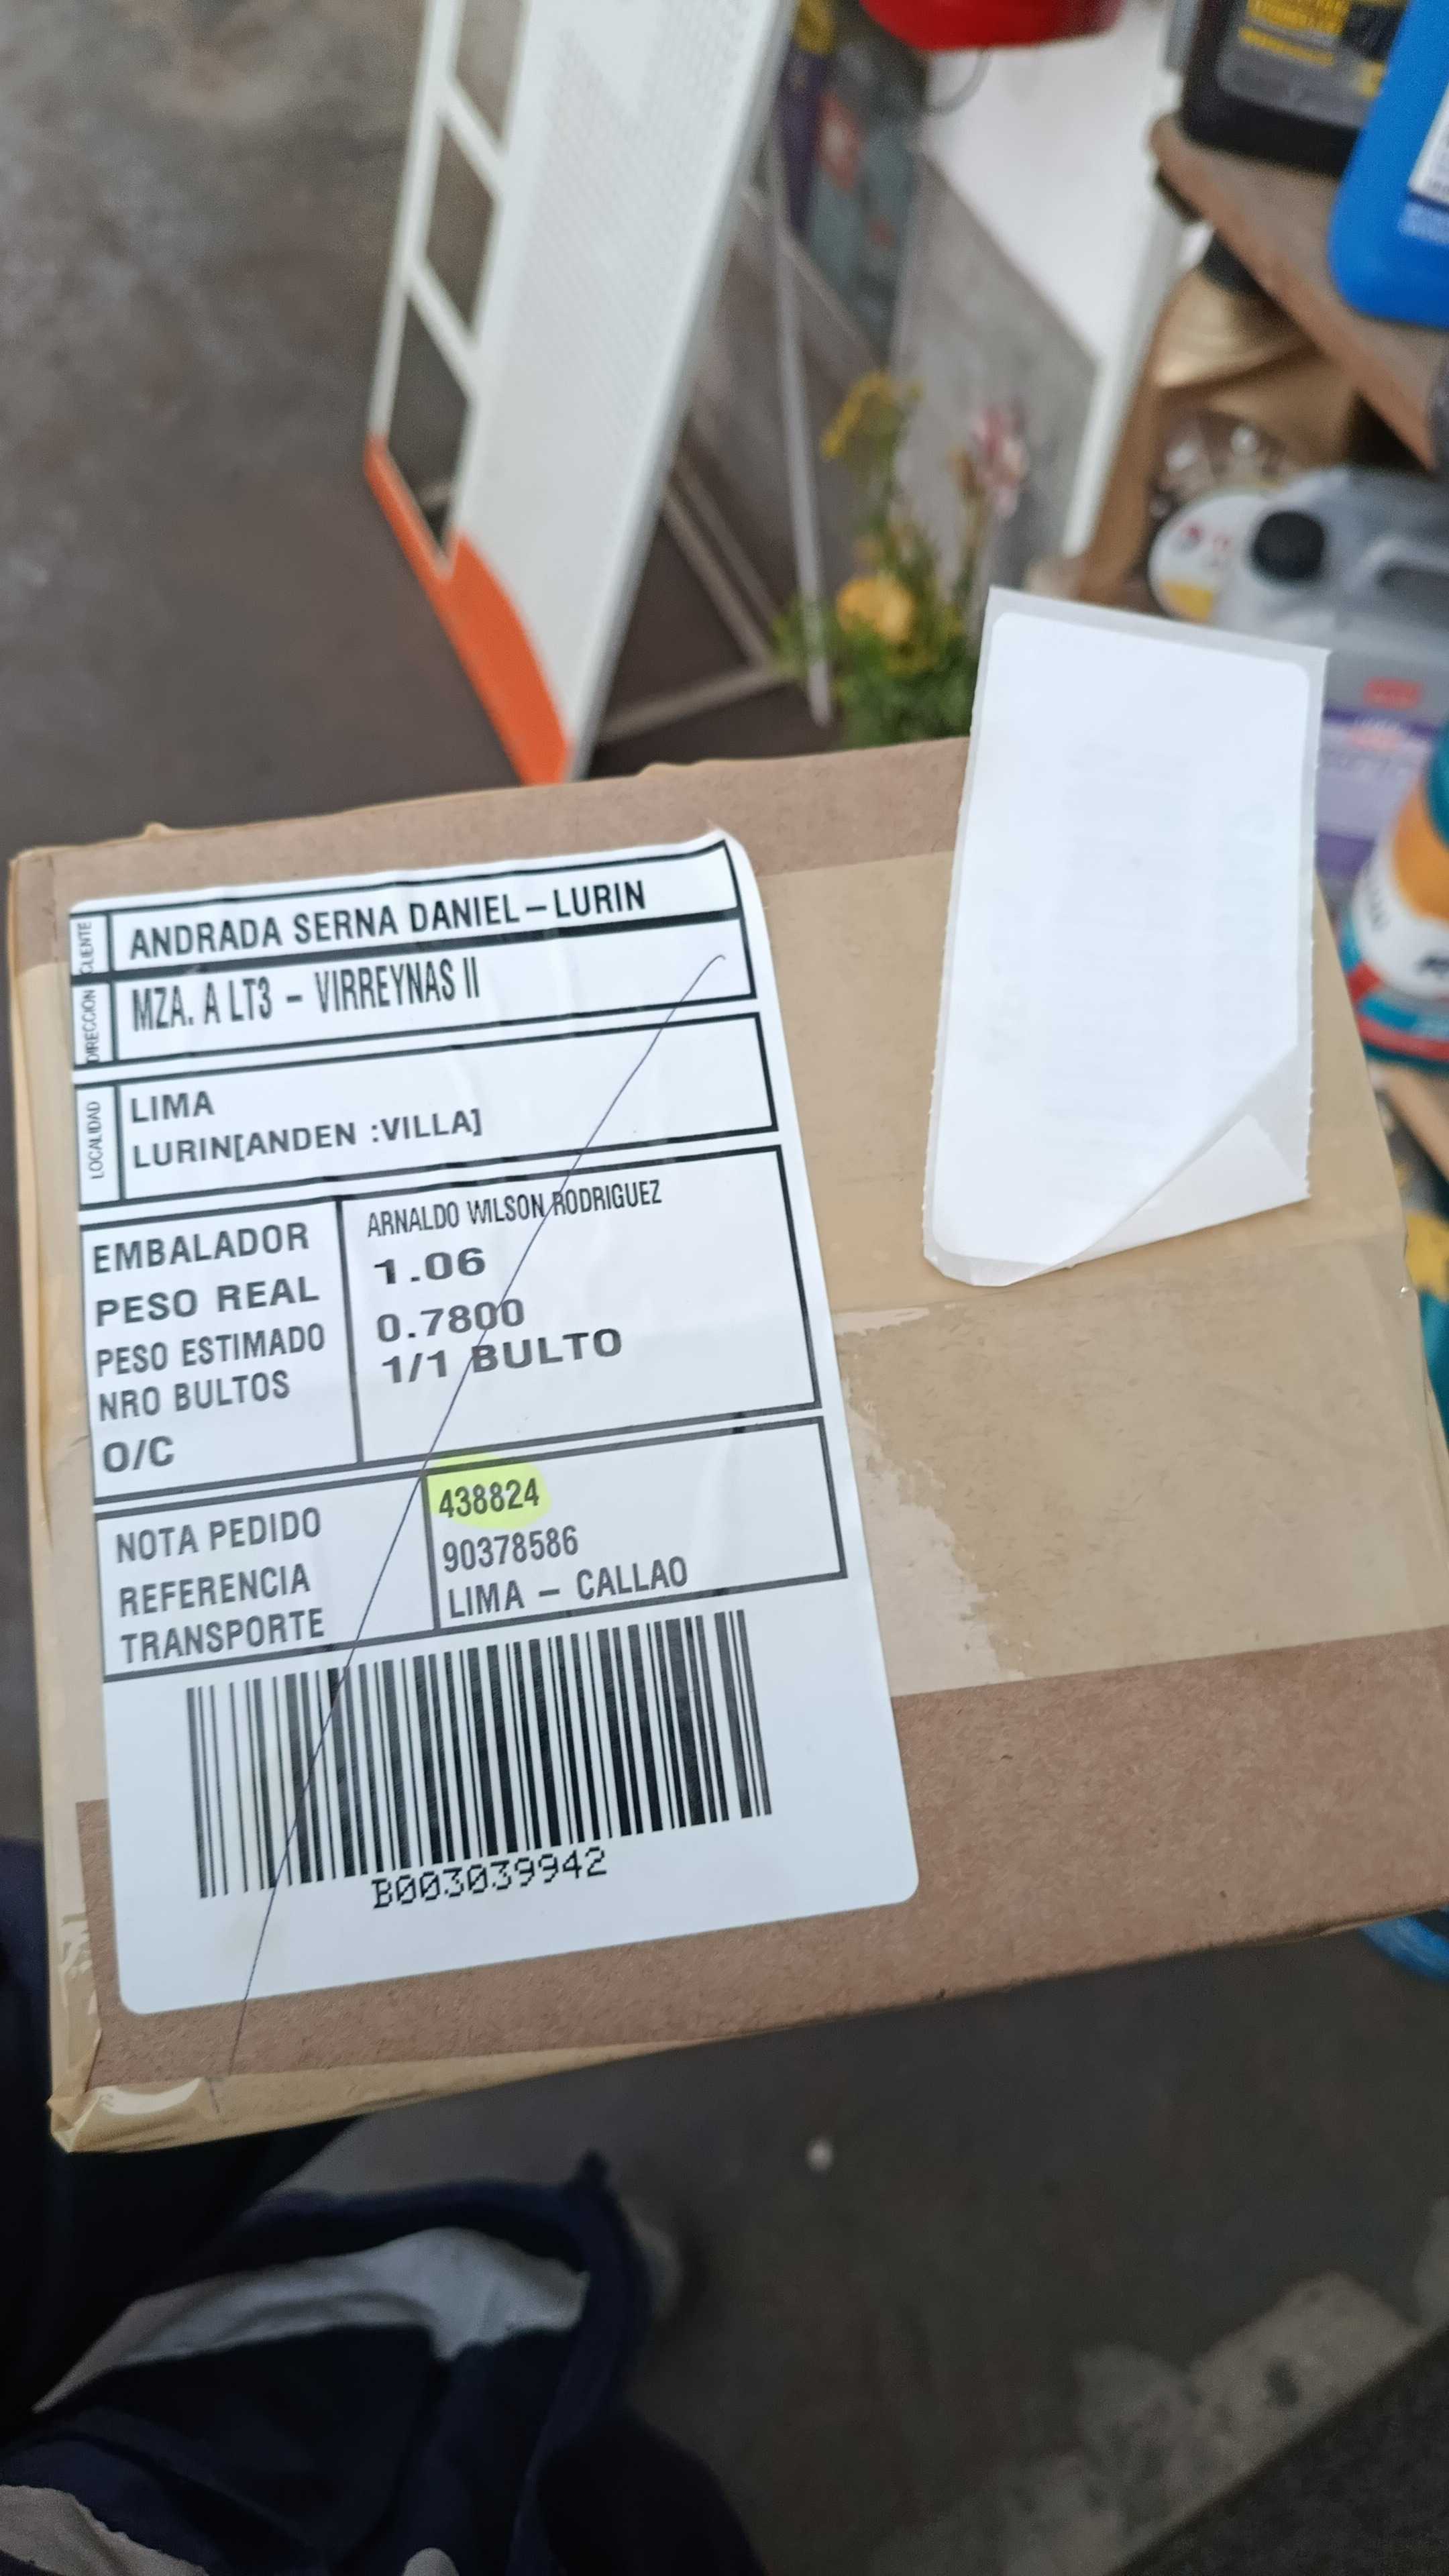 CLIENTE ANDRADA SERNA DANIEL-LURIN
DIRECCION MZA. A LT3 - VIRREYNAS II
LOCALIDAD LIMA
LURIN[ANDEN :VILLA]
EMBALADOR ARNALDO WILSON RODRIGUEZ
PESO REAL 1.06
PESO ESTIMADO 0.7800
NRO BULTOS 1/1 BULTO
O/C
NOTA PEDIDO 438824
REFERENCIA 90378586
TRANSPORTE LIMA - CALLAO
B003039942